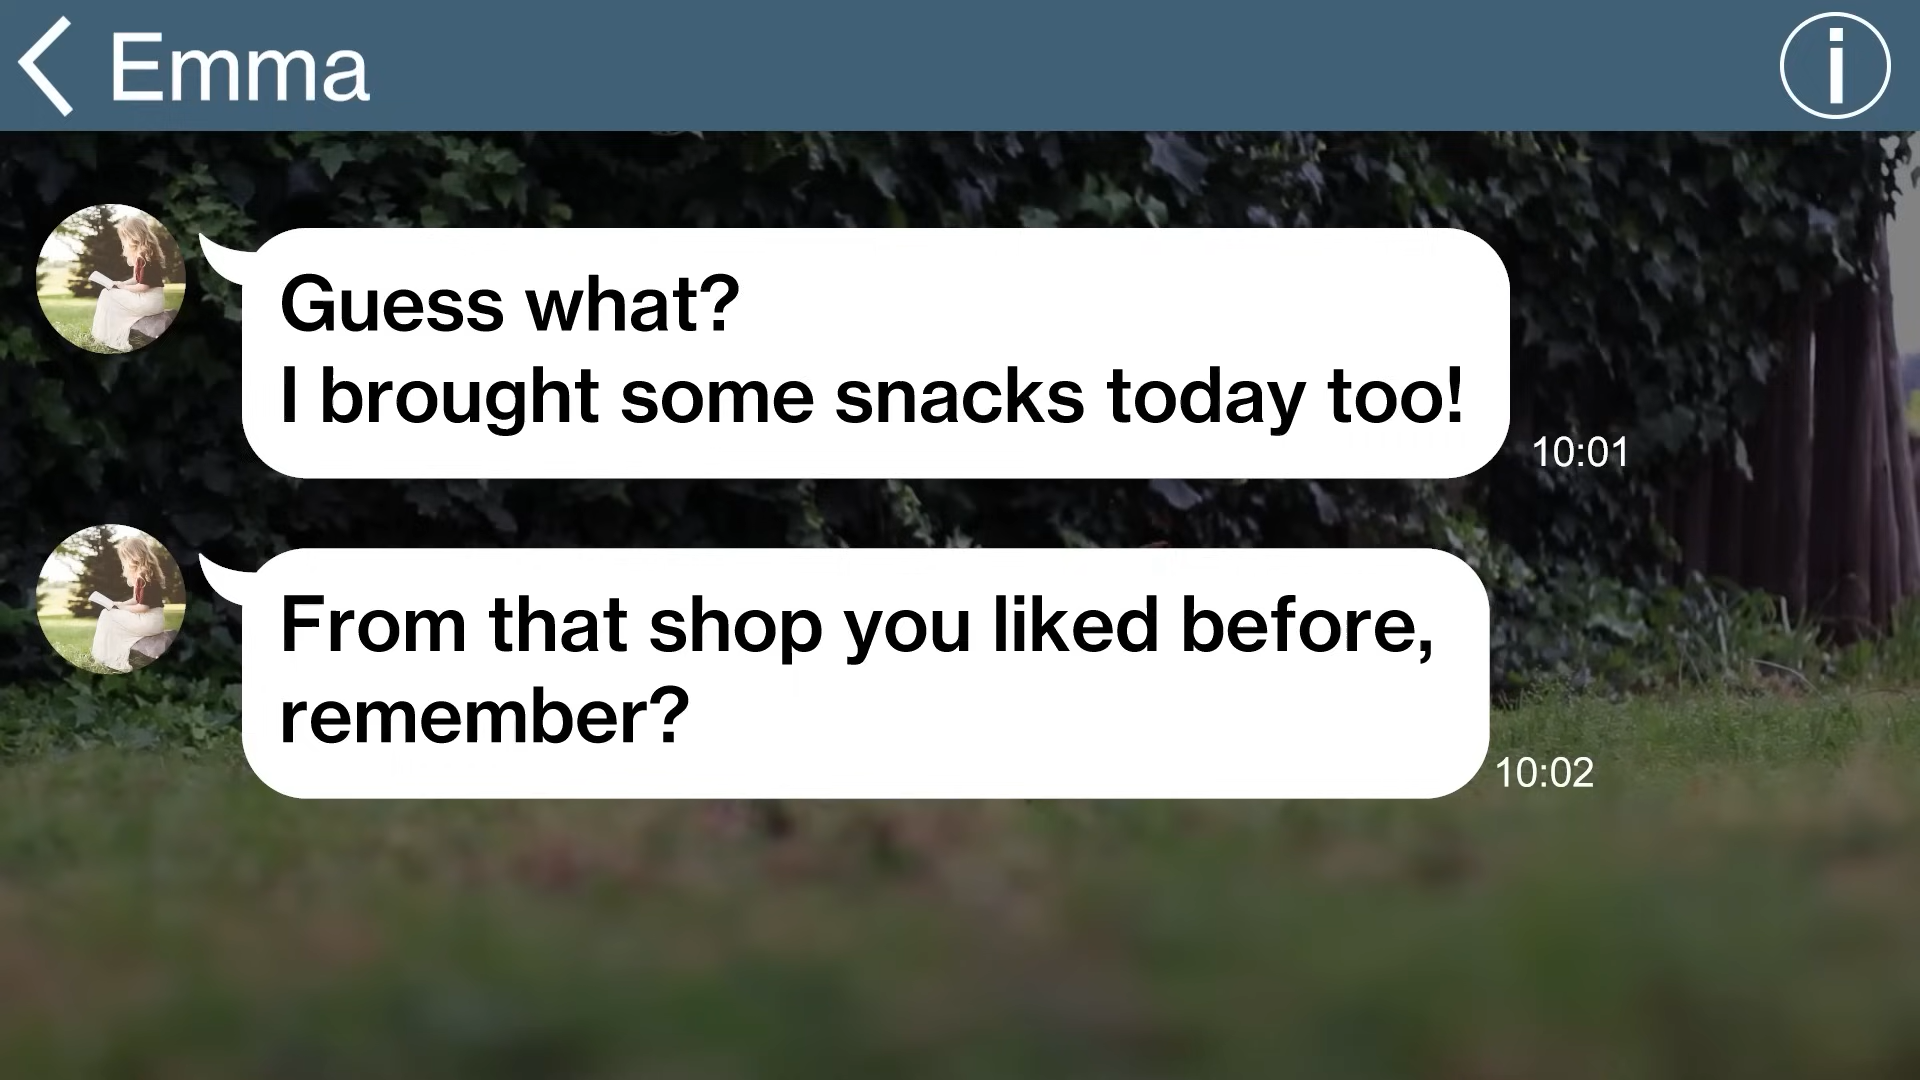 Emma
Guess what?
I brought some snacks today too!
10:01
From that shop you liked before,
remember?
10:02